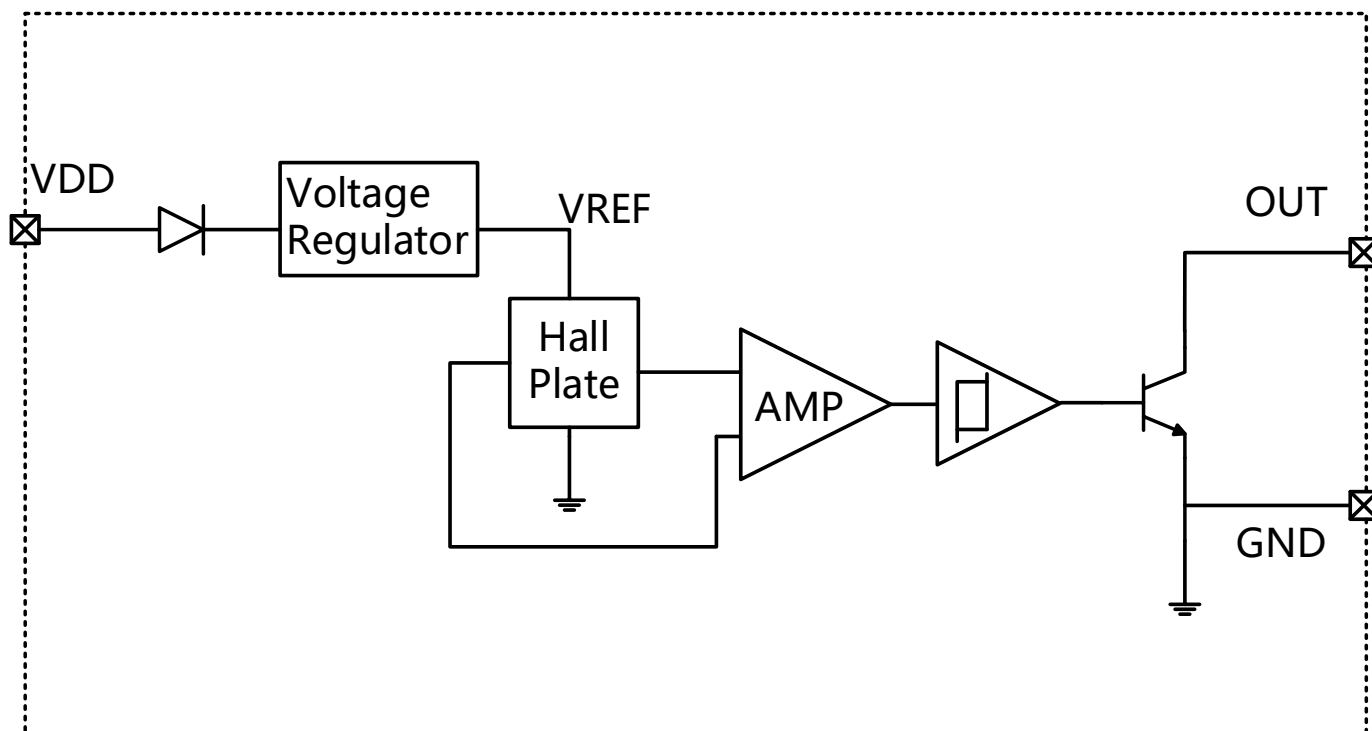 VDD
Voltage
Regulator
VREF
OUT
Hall
Plate
AMP
GND